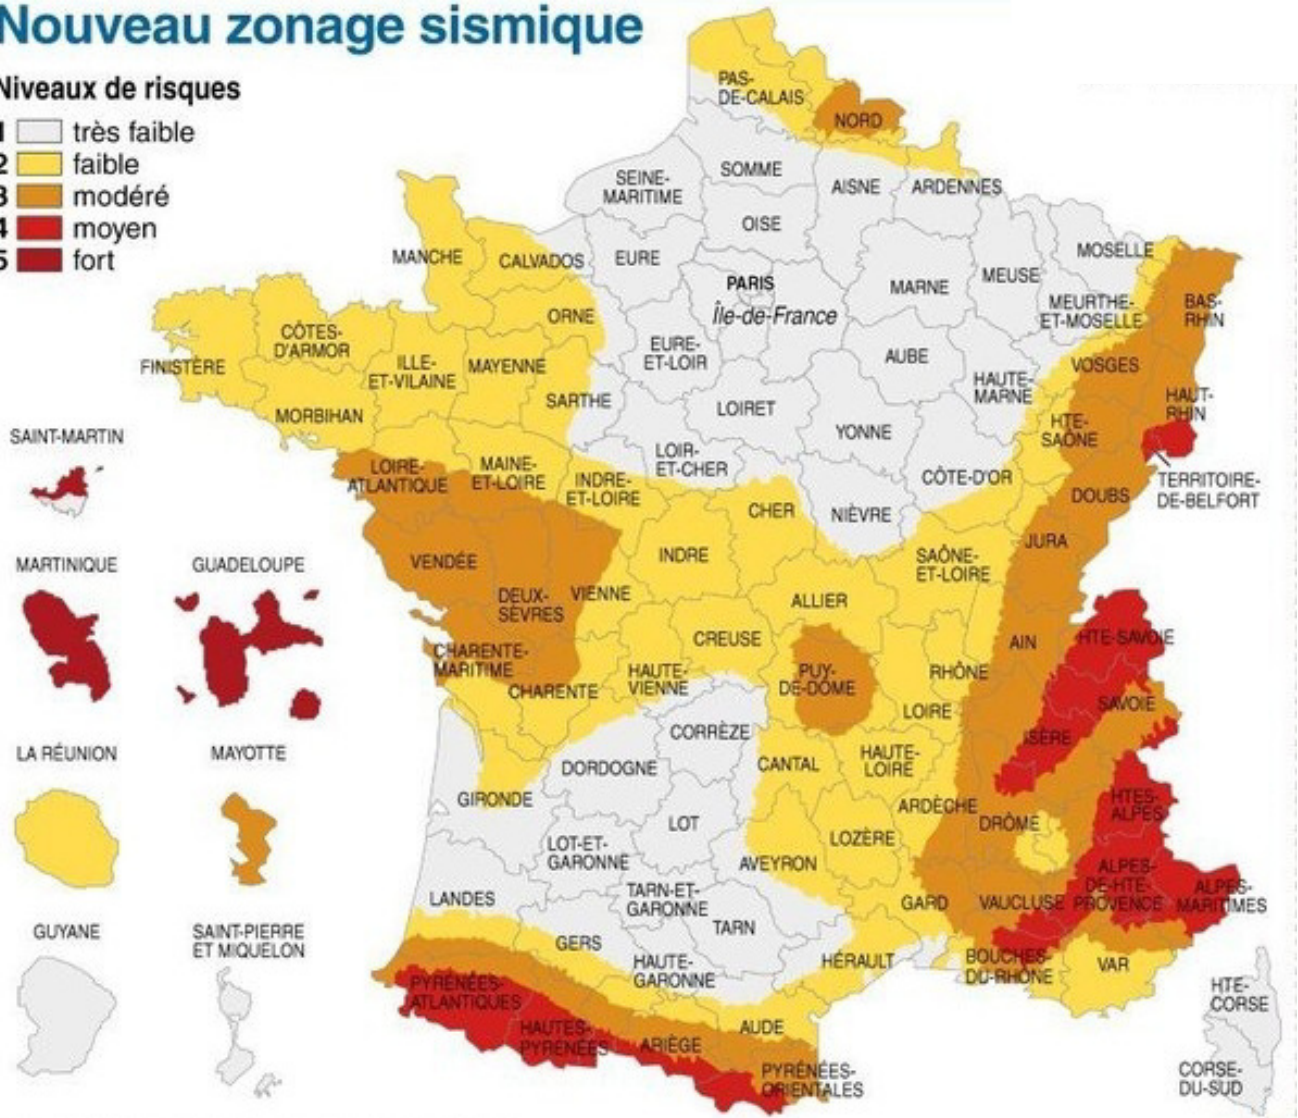 Nouveau zonage sismique
Niveaux de risques
1 très faible
2 faible
3 modéré
4 moyen
5 fort
PAS-
DE-CALAIS
NORD
SOMME
SEINE-
MARITIME
AISNE
ARDENNES
OISE
MANCHE
CALVADOS
EURE
PARIS
Île-de-France
MARNE
MEUSE
MOSELLE
MEURTHE-
ET-MOSELLE
BAS-
RHIN
ORNE
CÔTES-
D'ARMOR
FINISTÈRE
ILLE-
ET-VILAINE
MAYENNE
EURE-
ET-LOIR
AUBE
HAUTE-
MARNE
VOSGES
HAUT-
RHIN
MORBIHAN
SARTHE
LOIRET
YONNE
HTE-
SAÔNE
TERRITOIRE-
DE-BELFORT
LOIRE-
ATLANTIQUE
MAINE-
ET-LOIRE
INDRE-
ET-LOIRE
LOIR-
ET-CHER
CHER
NIÈVRE
CÔTE-D'OR
DOUBS
JURA
VENDÉE
DEUX-
SÈVRES
VIENNE
INDRE
SAÔNE-
ET-LOIRE
ALLIER
CREUSE
CHARENTE-
MARITIME
CHARENTE
HAUTE-
VIENNE
PUY-
DE-DÔME
RHÔNE
LOIRE
AIN
HTE-SAVOIE
SAVOIE
ISÈRE
CORRÈZE
DORDOGNE
CANTAL
HAUTE-
LOIRE
GIRONDE
LOT
LOT-ET-
GARONNE
AVEYRON
LOZÈRE
ARDÈCHE
DRÔME
HTES-
ALPES
ALPES-
DE-HTE-
PROVENCE
ALPES-
MARITIMES
LANDES
TARN-ET-
GARONNE
TARN
GARD
VAUCLUSE
GERS
HAUTE-
GARONNE
HÉRAULT
BOUCHES-
DU-RHÔNE
VAR
PYRÉNÉES-
ATLANTIQUES
HAUTES-
PYRÉNÉES
ARIÈGE
AUDE
PYRÉNÉES-
ORIENTALES
HTE-
CORSE
CORSE-
DU-SUD
SAINT-MARTIN
MARTINIQUE
GUADELOUPE
LA RÉUNION
MAYOTTE
GUYANE
SAINT-PIERRE
ET MIQUELON